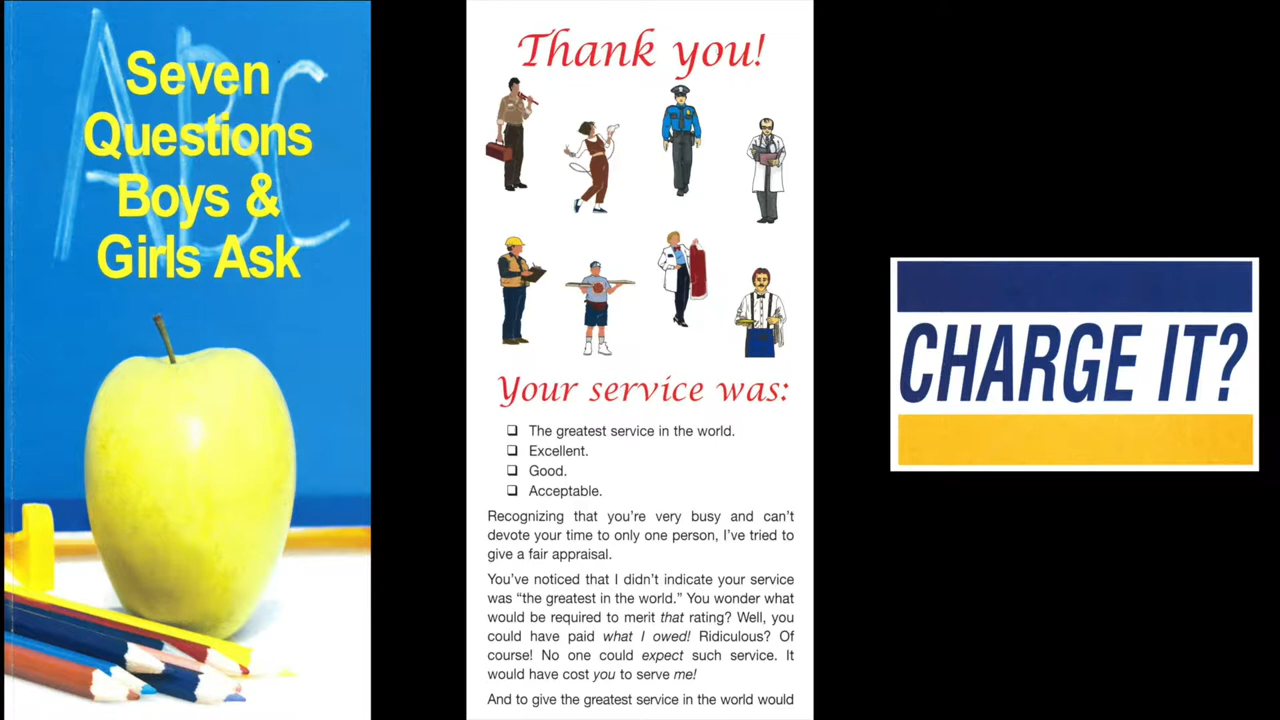 ABC
Seven
Questions
Boys &
Girls Ask
Thank you!
Your service was:
❑ The greatest service in the world.
❑ Excellent.
❑ Good.
❑ Acceptable.
Recognizing that you're very busy and can't
devote your time to only one person, I've tried to
give a fair appraisal.
You've noticed that I didn't indicate your service
was “the greatest in the world.” You wonder what
would be required to merit that rating? Well, you
could have paid what I owed! Ridiculous? Of
course! No one could expect such service. It
would have cost you to serve me!
And to give the greatest service in the world would
CHARGE IT?